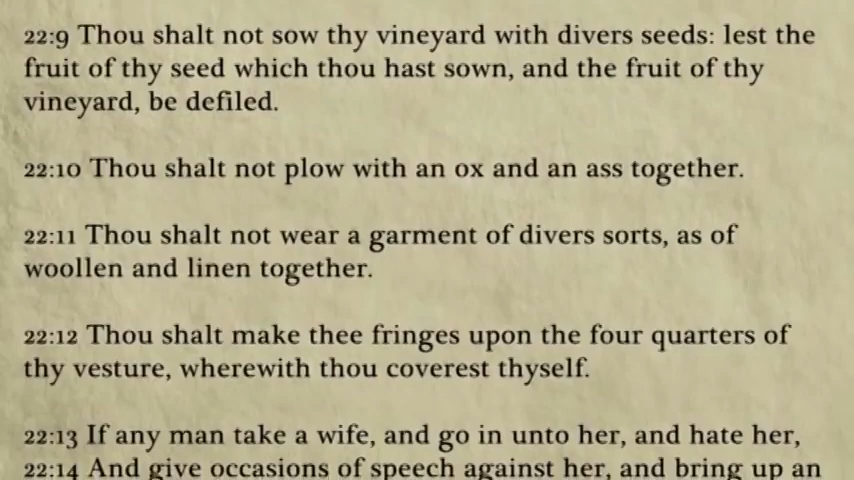 22:9 Thou shalt not sow thy vineyard with divers seeds: lest the
fruit of thy seed which thou hast sown, and the fruit of thy
vineyard, be defiled.
22:10 Thou shalt not plow with an ox and an ass together.
22:11 Thou shalt not wear a garment of divers sorts, as of
woollen and linen together.
22:12 Thou shalt make thee fringes upon the four quarters of
thy vesture, wherewith thou coverest thyself.
22:13 If any man take a wife, and go in unto her, and hate her,
22:14 And give occasions of speech against her, and bring up an